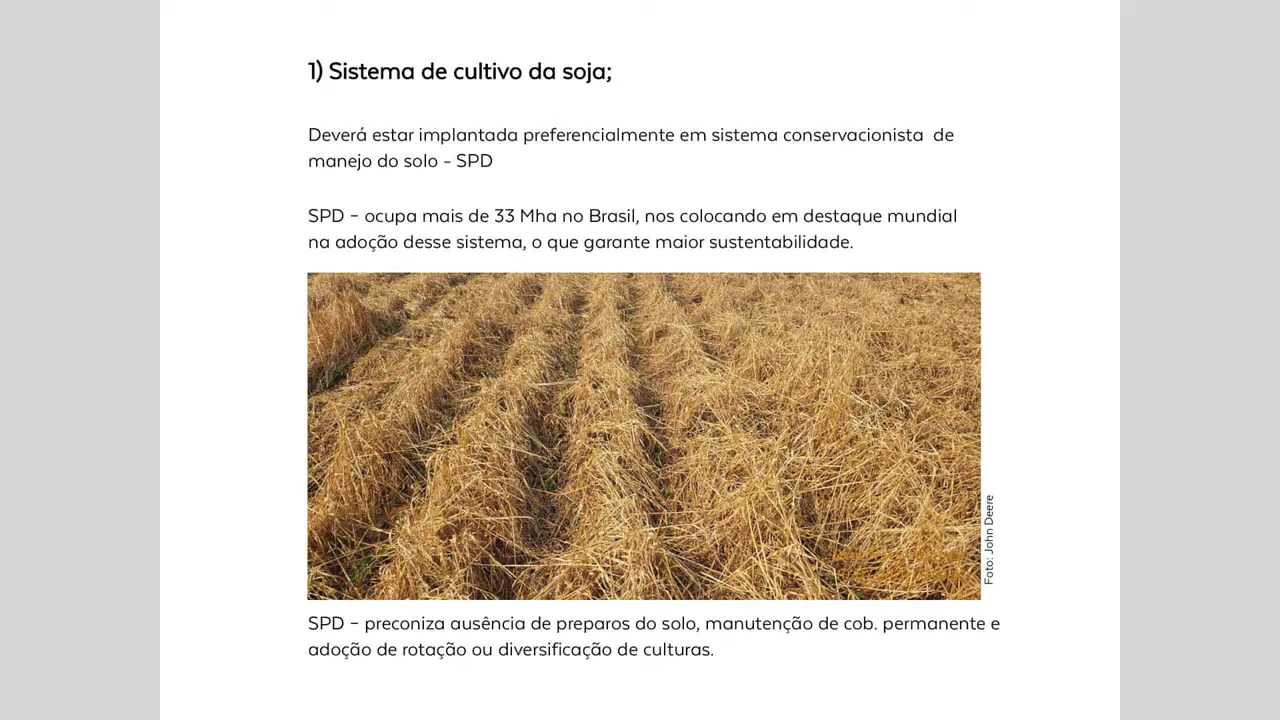 1) Sistema de cultivo da soja;
Deverá estar implantada preferencialmente em sistema conservacionista  de
manejo do solo - SPD
SPD – ocupa mais de 33 Mha no Brasil, nos colocando em destaque mundial
na adoção desse sistema, o que garante maior sustentabilidade.
Foto: John Deere
SPD – preconiza ausência de preparos do solo, manutenção de cob. permanente e
adoção de rotação ou diversificação de culturas.